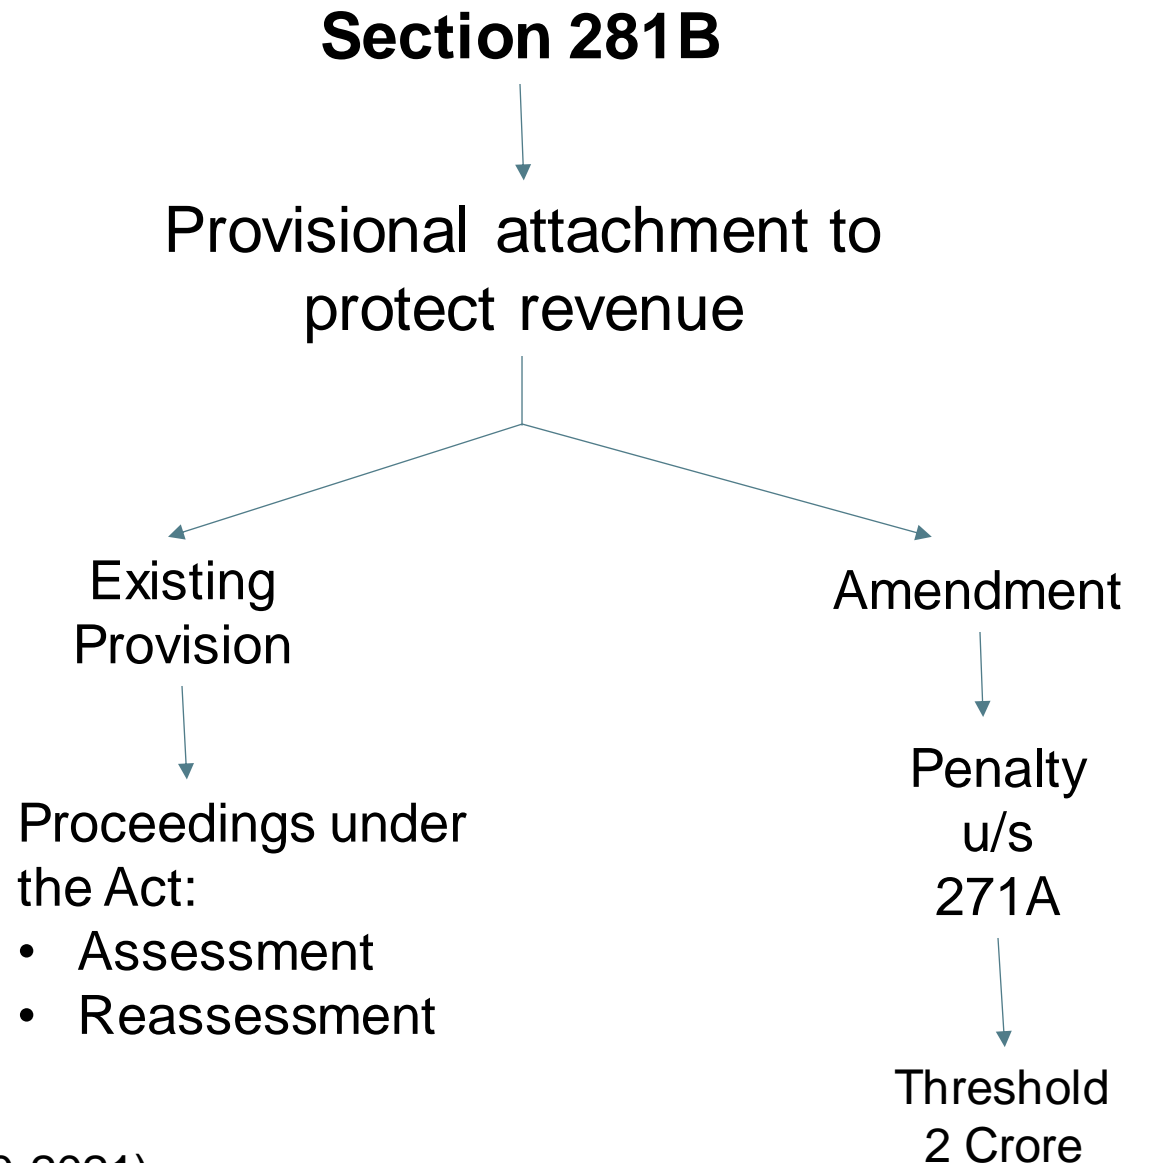 Section 281B
Provisional attachment to
protect revenue
Existing
Provision
Proceedings under
the Act:
• Assessment
• Reassessment
Amendment
Penalty
u/s
271A
Threshold
2 Crore
2021)